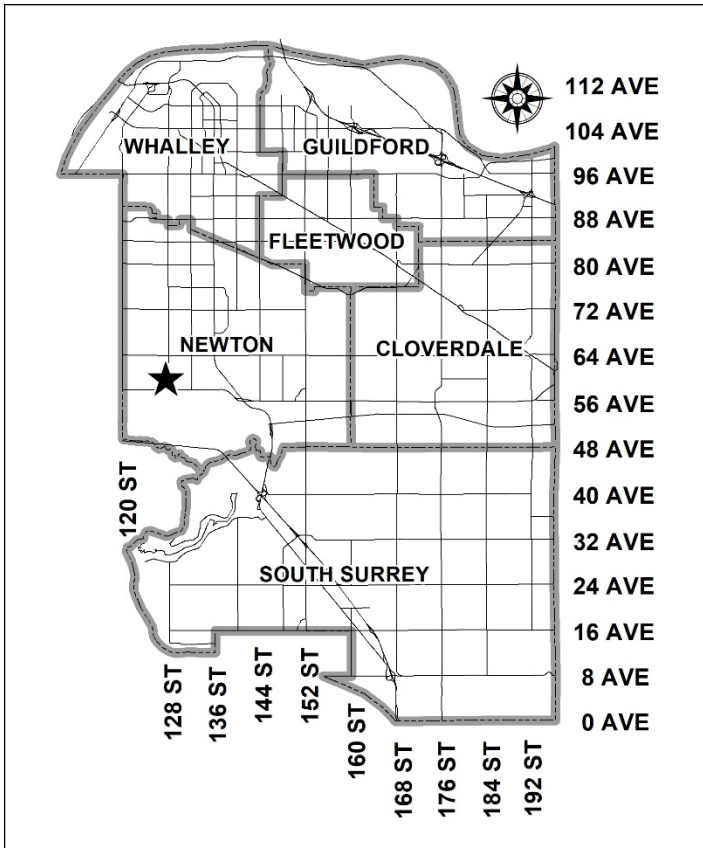 112 AVE
104 AVE
WHALLEY
GUILDFORD
96 AVE
88 AVE
FLEETWOOD
80 AVE
72 AVE
NEWTON
CLOVERDALE
64 AVE
56 AVE
48 AVE
120 ST
40 AVE
32 AVE
SOUTH SURREY
24 AVE
16 AVE
8 AVE
0 AVE
128 ST
136 ST
144 ST
152 ST
160 ST
168 ST
176 ST
184 ST
192 ST